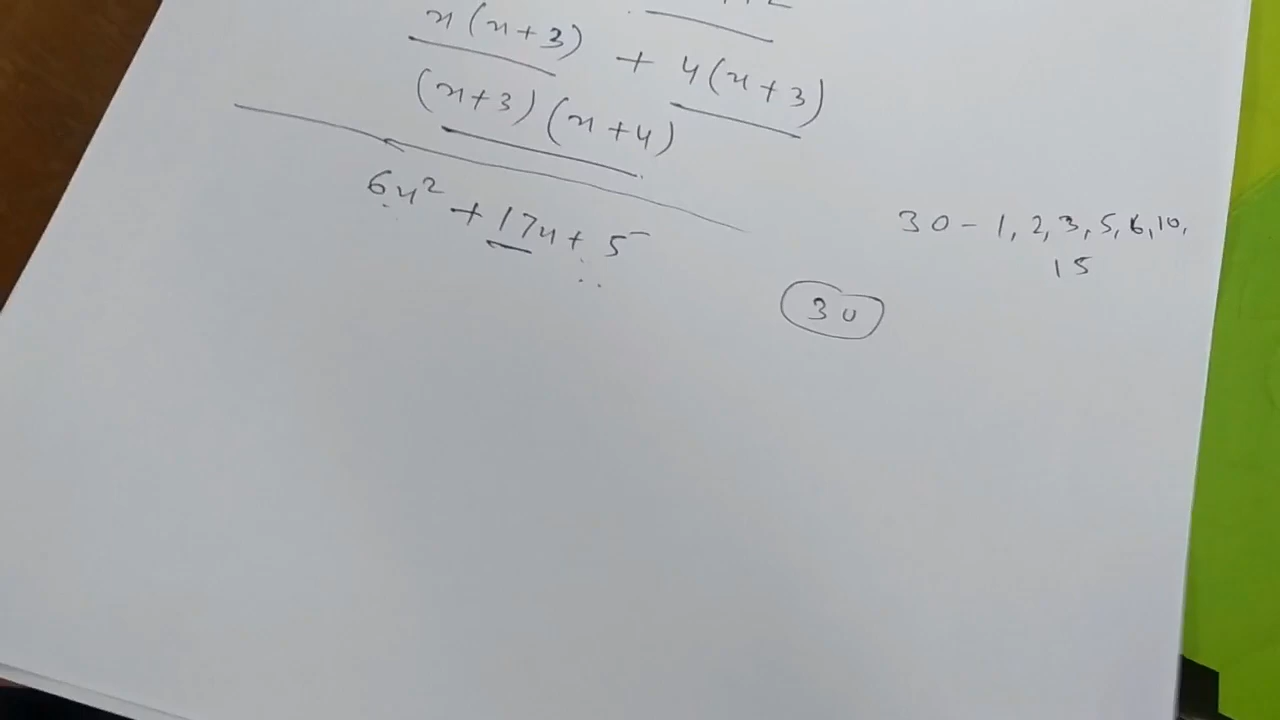 x(x+3) + 4(x+3)
(x+3)(x+4)
6x² + 17x + 5
30 - 1, 2, 3, 5, 6, 10,
15
30